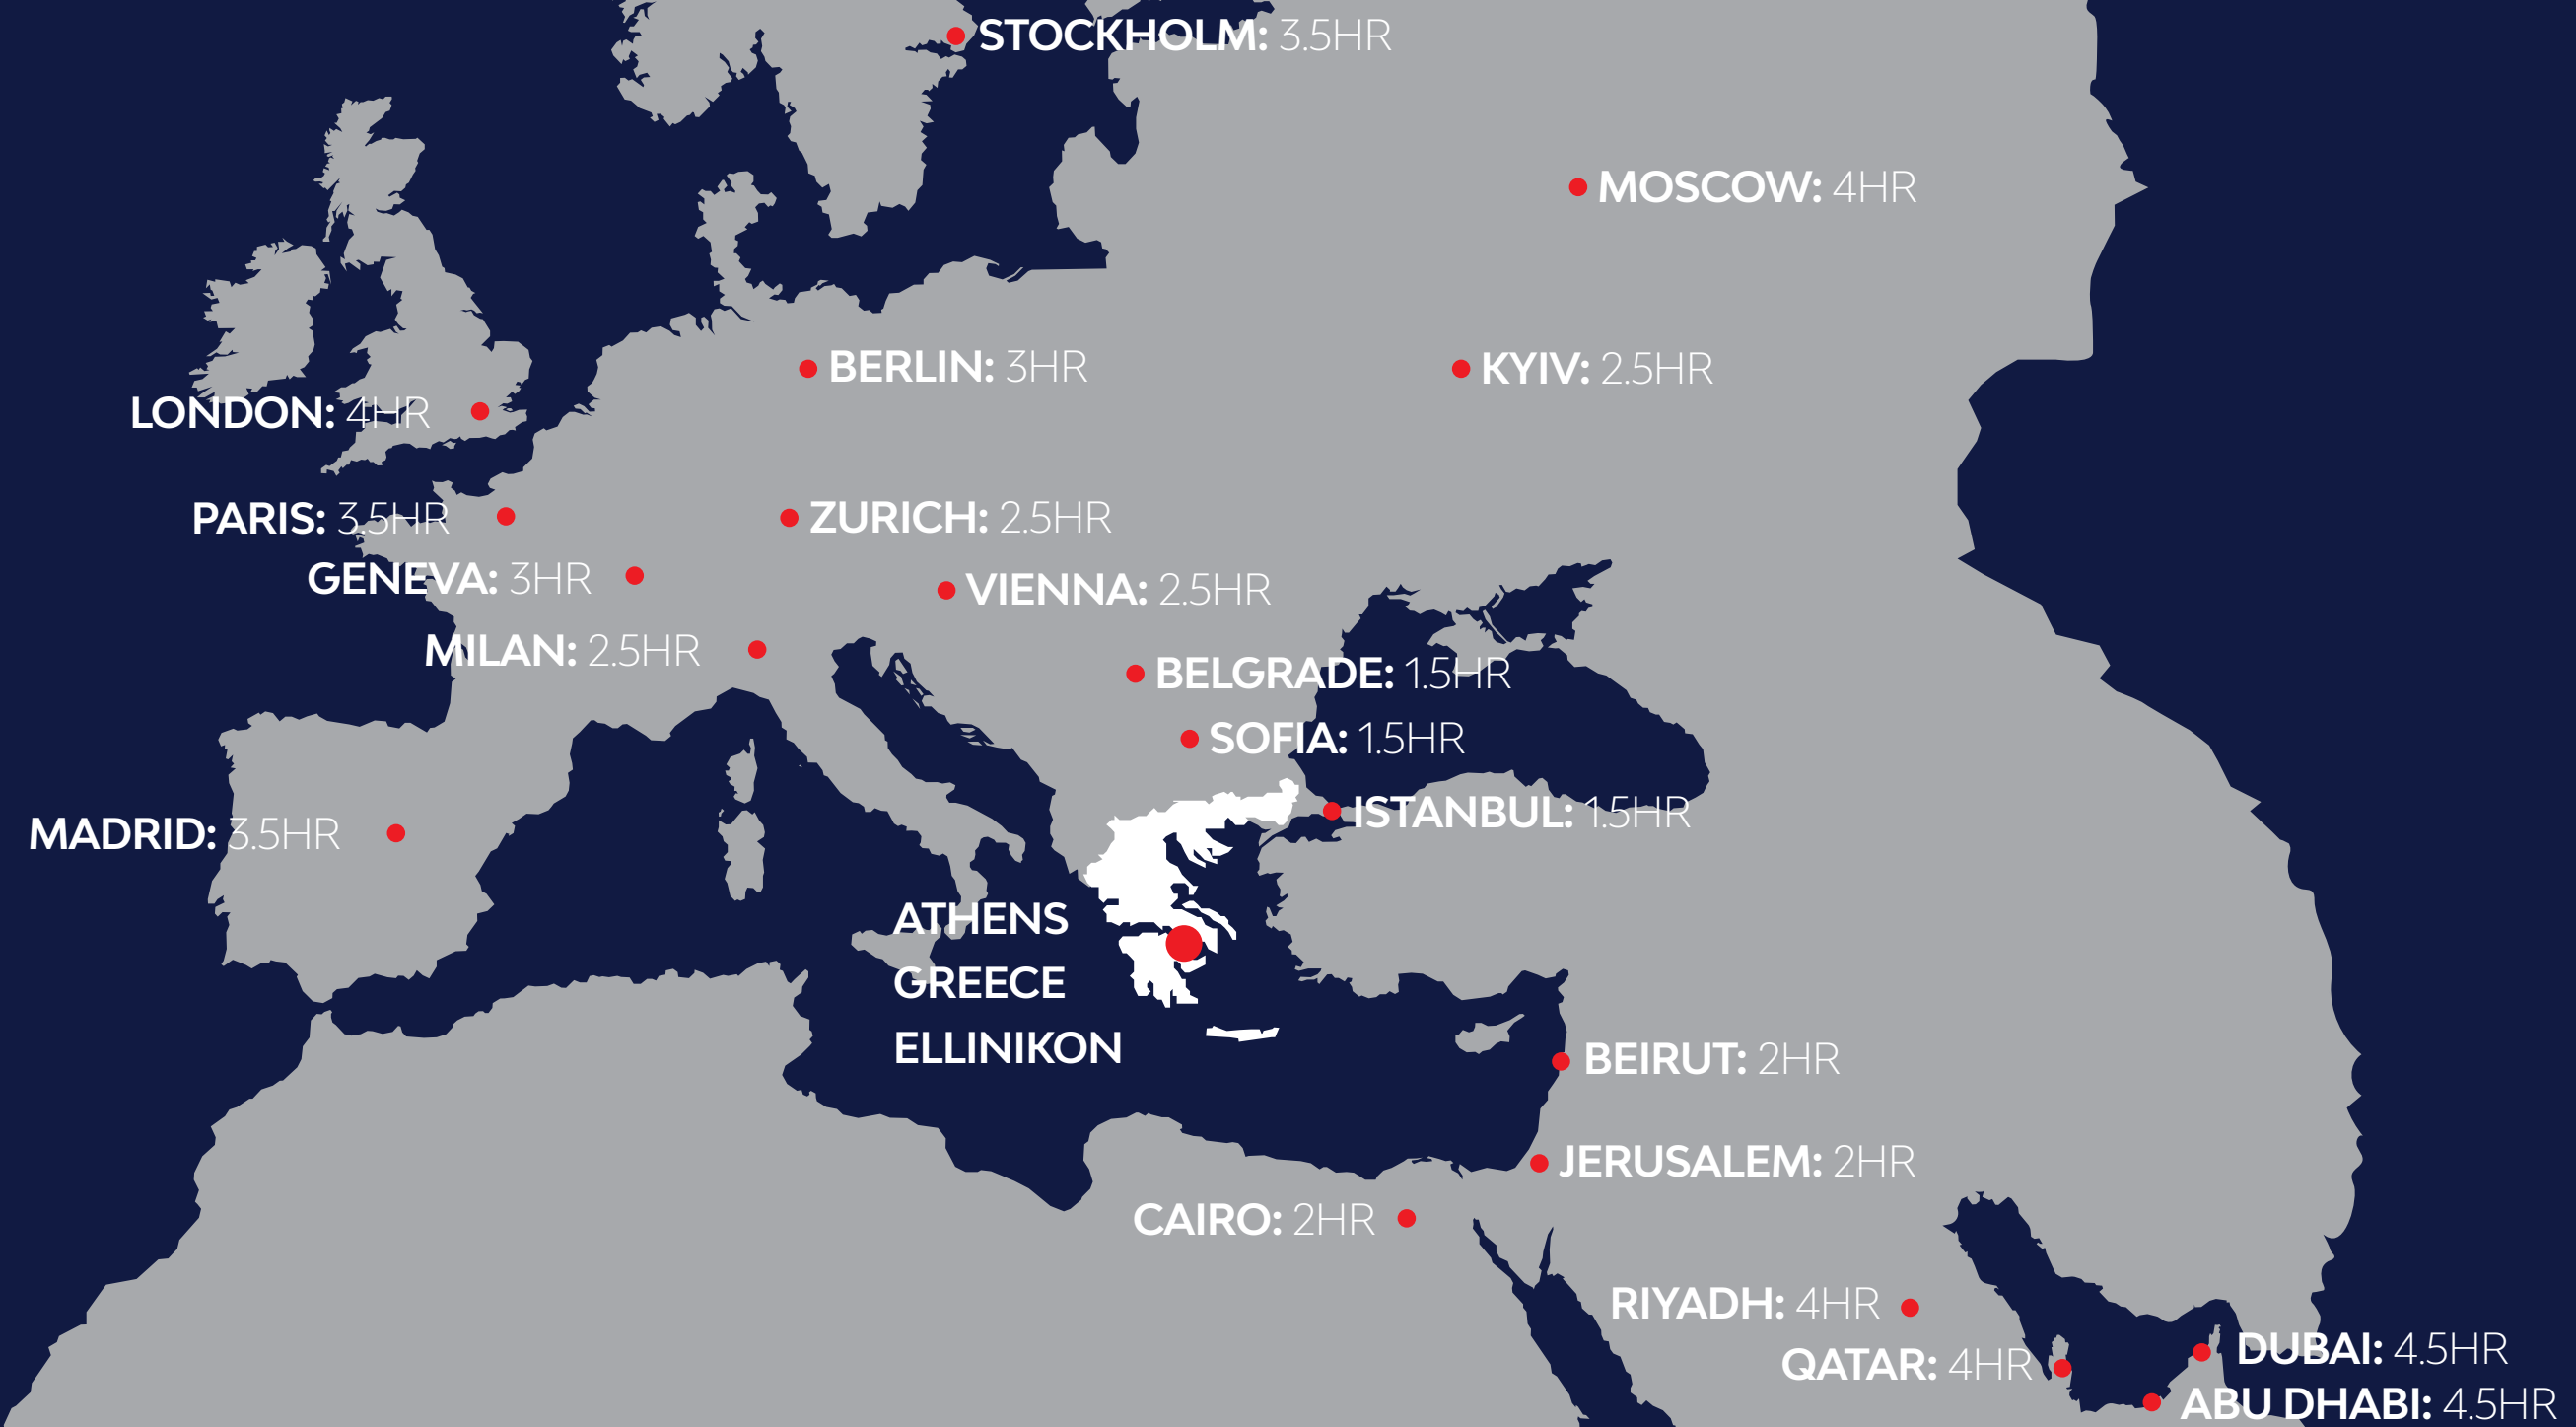 STOCKHOLM: 3.5HR
MOSCOW: 4HR
BERLIN: 3HR
KYIV: 2.5HR
LONDON: 4HR
PARIS: 3.5HR
ZURICH: 2.5HR
GENEVA: 3HR
VIENNA: 2.5HR
MILAN: 2.5HR
BELGRADE: 1.5HR
SOFIA: 1.5HR
ISTANBUL: 1.5HR
MADRID: 3.5HR
ATHENS
GREECE
ELLINIKON
BEIRUT: 2HR
JERUSALEM: 2HR
CAIRO: 2HR
RIYADH: 4HR
DUBAI: 4.5HR
QATAR: 4HR
ABU DHABI: 4.5HR